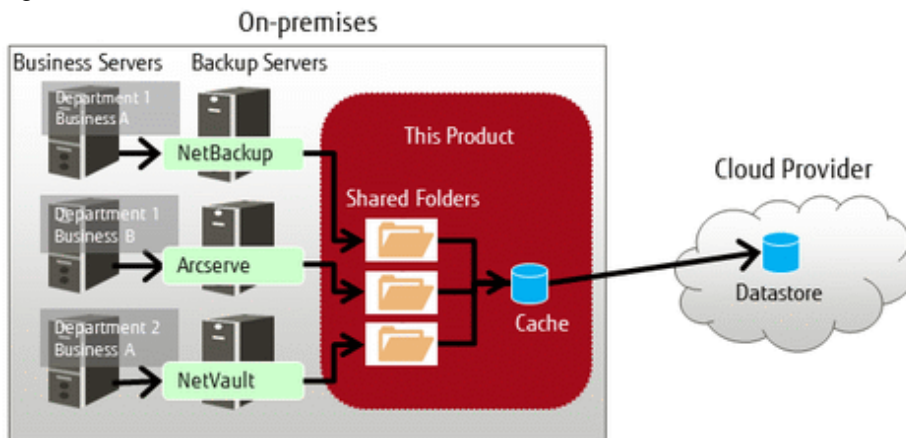 On-premises
Business Servers
Backup Servers
Department 1
Business A
NetBackup
This Product
Cloud Provider
Shared Folders
Department 1
Business B
Arcserve
Datastore
Cache
Department 2
Business A
NetVault